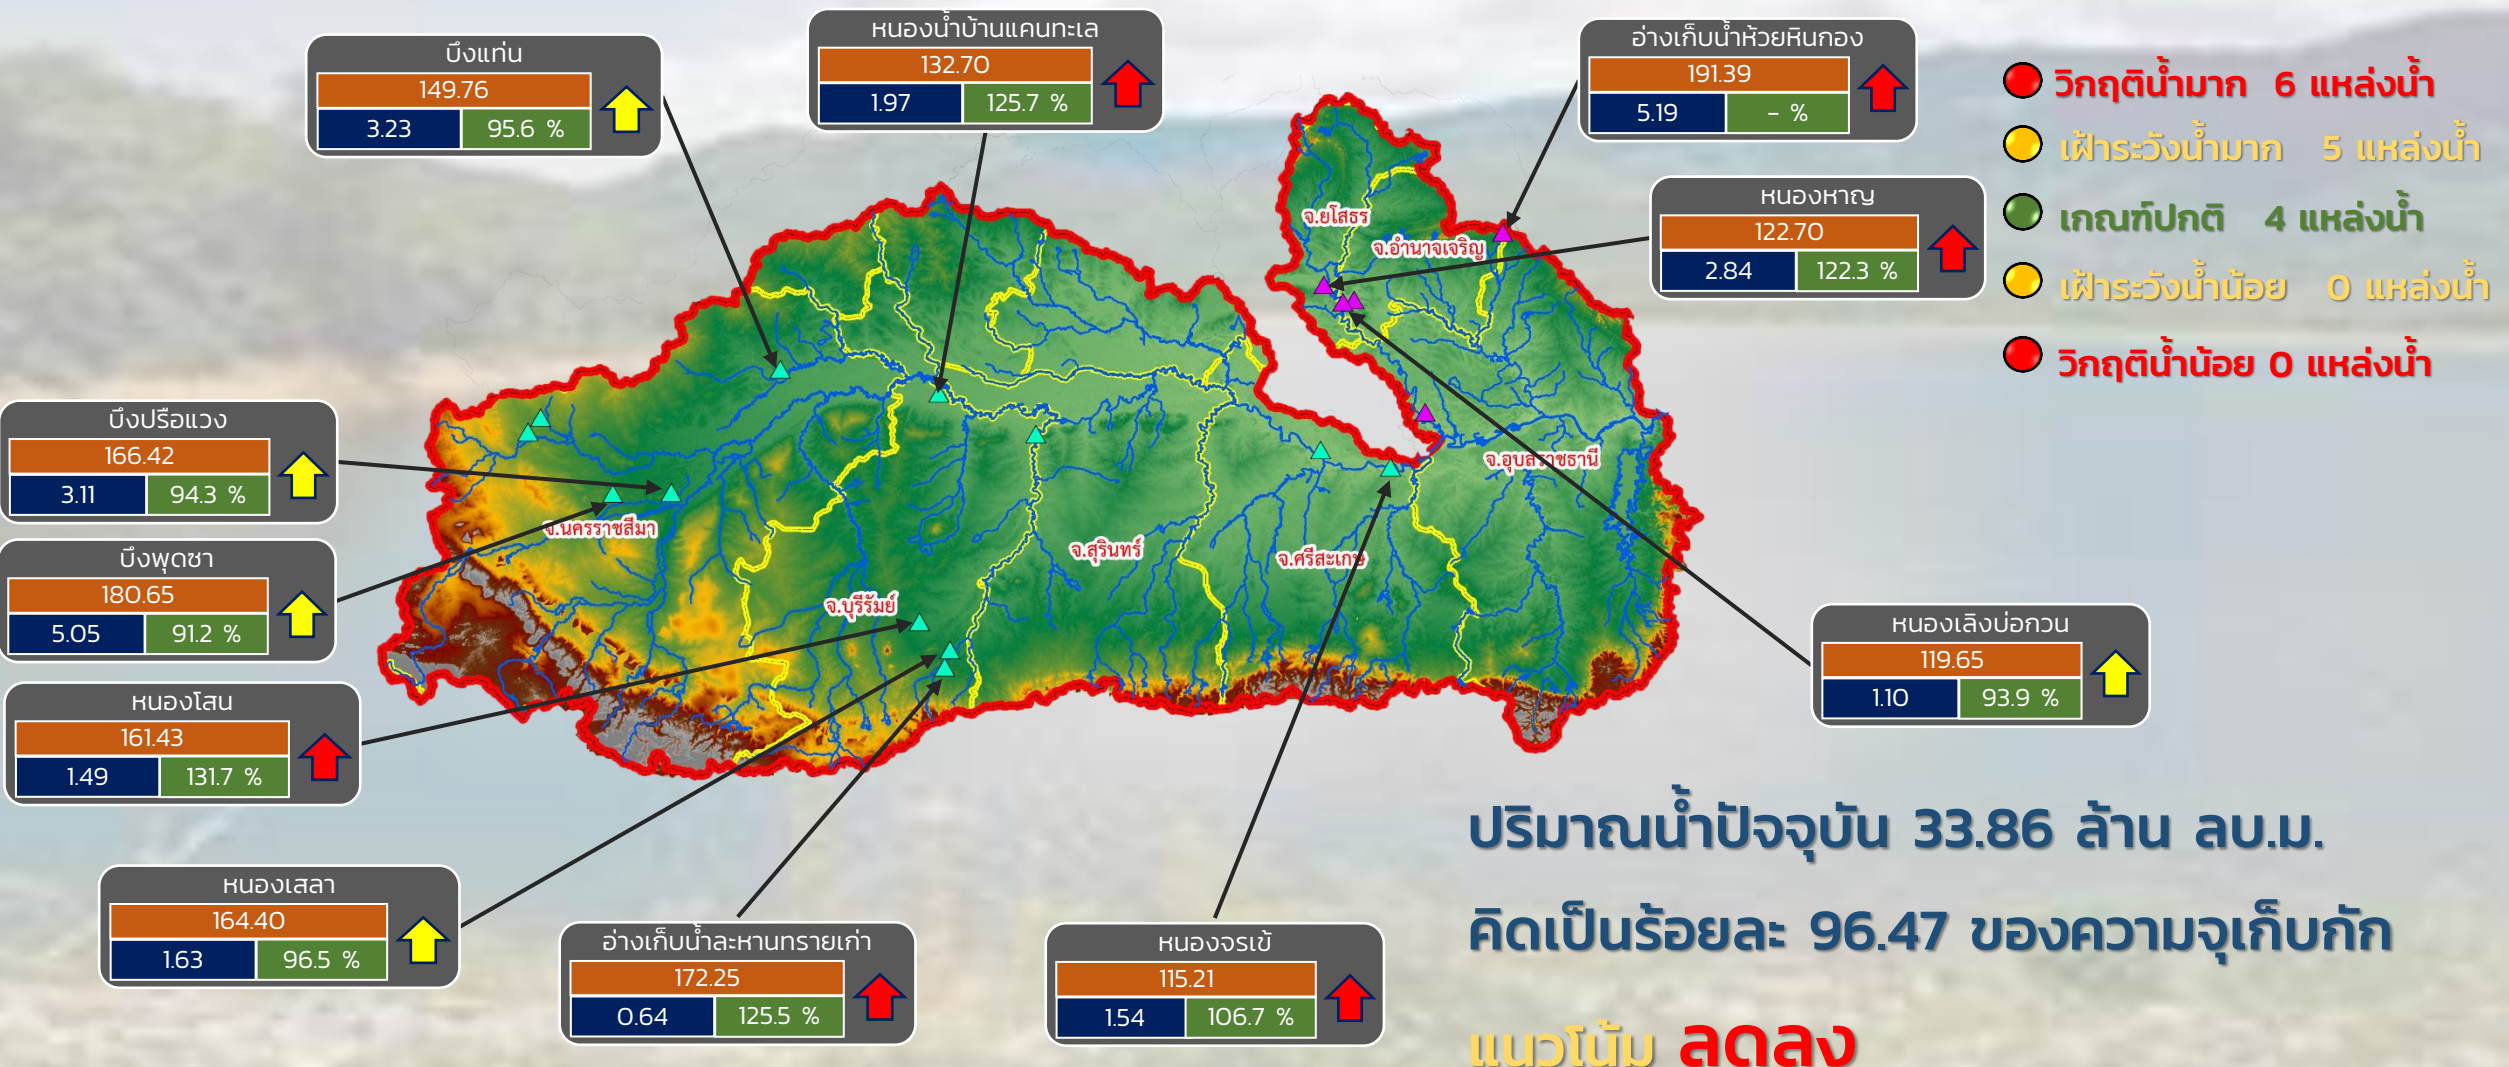 บึงแท่น
149.76
3.23 95.6 %
หนองน้ำบ้านแคนทะเล
132.70
1.97 125.7 %
อ่างเก็บน้ำห้วยหินกอง
191.39
5.19 - %
หนองหาญ
122.70
2.84 122.3 %
วิกฤติน้ำมาก 6 แหล่งน้ำ
เฝ้าระวังน้ำมาก 5 แหล่งน้ำ
เกณฑ์ปกติ 4 แหล่งน้ำ
เฝ้าระวังน้ำน้อย 0 แหล่งน้ำ
วิกฤติน้ำน้อย 0 แหล่งน้ำ
จ.ยโสธร
จ.อำนาจเจริญ
จ.อุบลราชธานี
จ.นครราชสีมา
จ.สุรินทร์
จ.ศรีสะเกษ
จ.บุรีรัมย์
บึงปรือแวง
166.42
3.11 94.3 %
บึงพุดซา
180.65
5.05 91.2 %
หนองโสน
161.43
1.49 131.7 %
หนองเสลา
164.40
1.63 96.5 %
อ่างเก็บน้ำละหานทรายเก่า
172.25
0.64 125.5 %
หนองจรเข้
115.21
1.54 106.7 %
หนองเลิงบ่อกวน
119.65
1.10 93.9 %
ปริมาณน้ำปัจจุบัน 33.86 ล้าน ลบ.ม.
คิดเป็นร้อยละ 96.47 ของความจุเก็บกัก
แนวโน้ม ลดลง